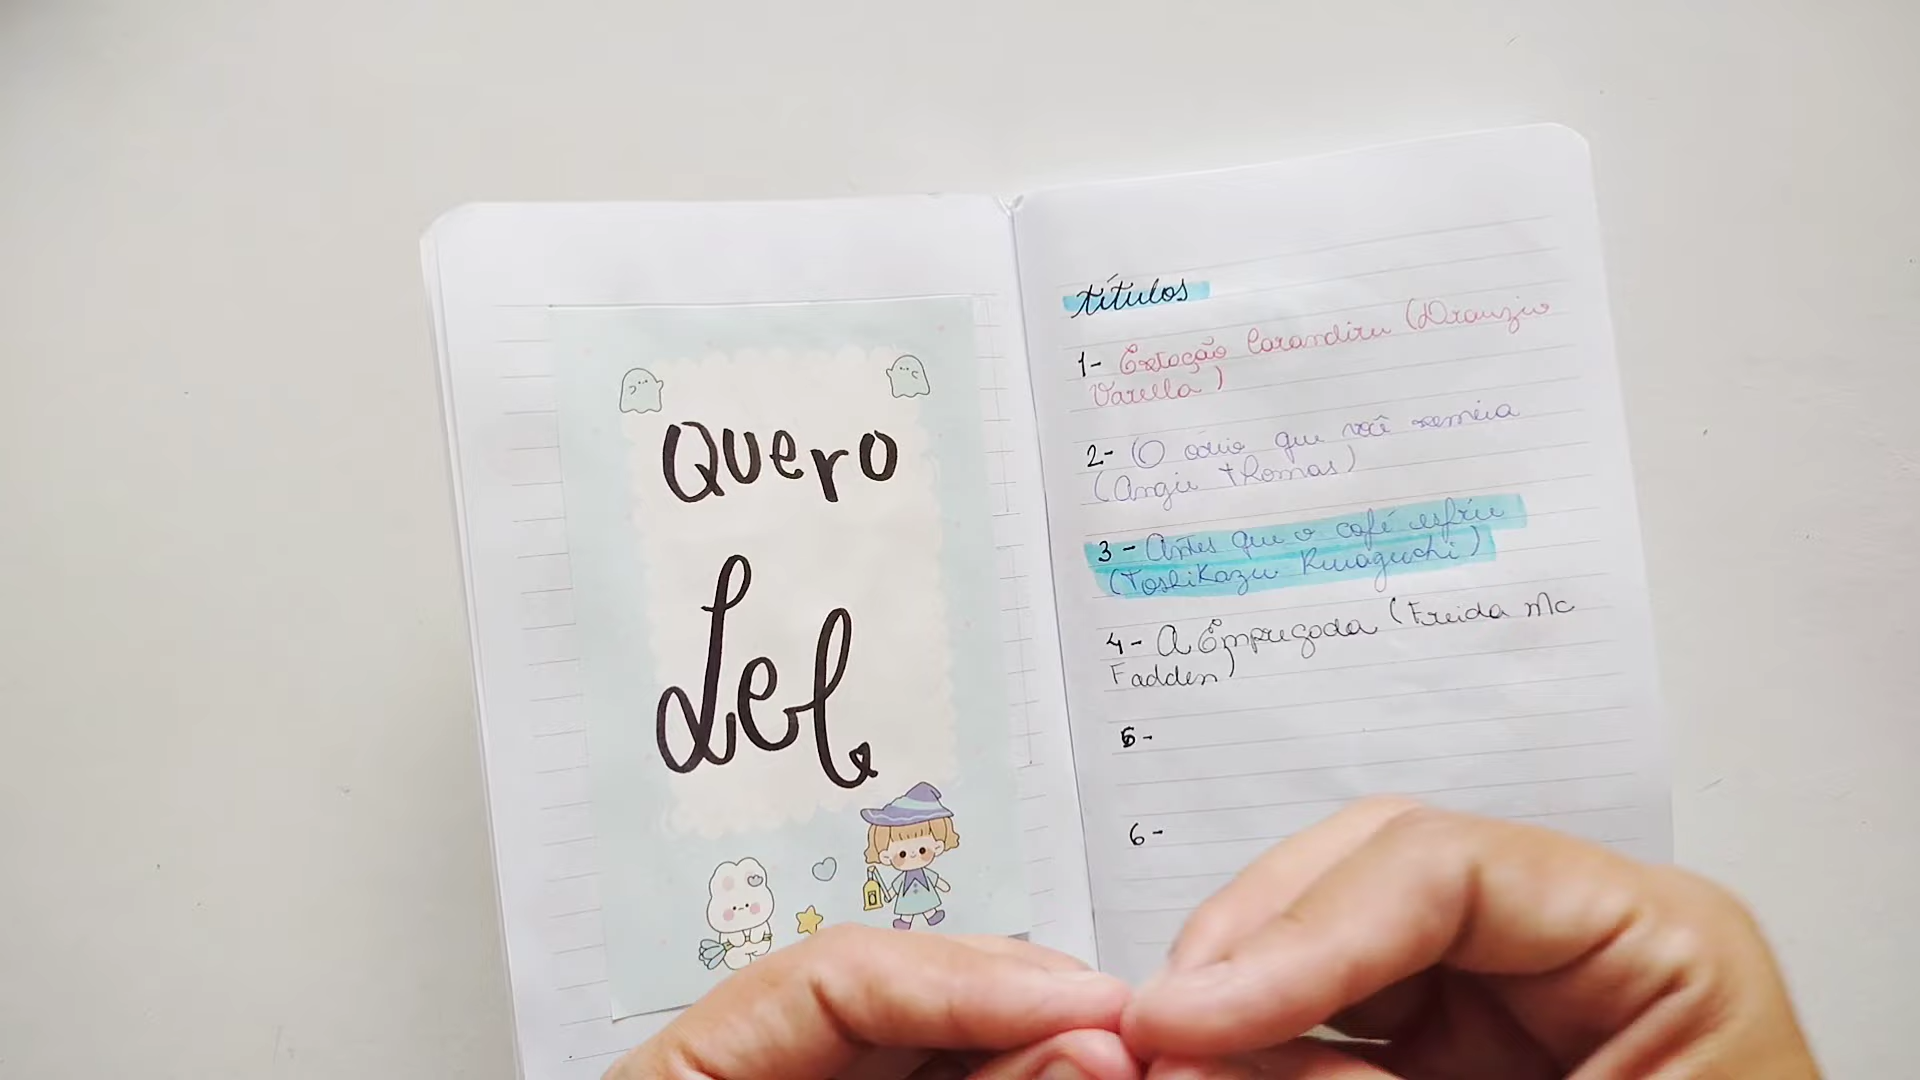 Quero
Ler
títulos
1- Estação Carandiru (Drauzio
Varella)
2- O ódio que você semeia
(Angie Thomas)
3- Antes que o café esfrie
(Toshikazu Kwaguchi)
4- A Empregada (Freida Mc
Fadden)
5-
6-